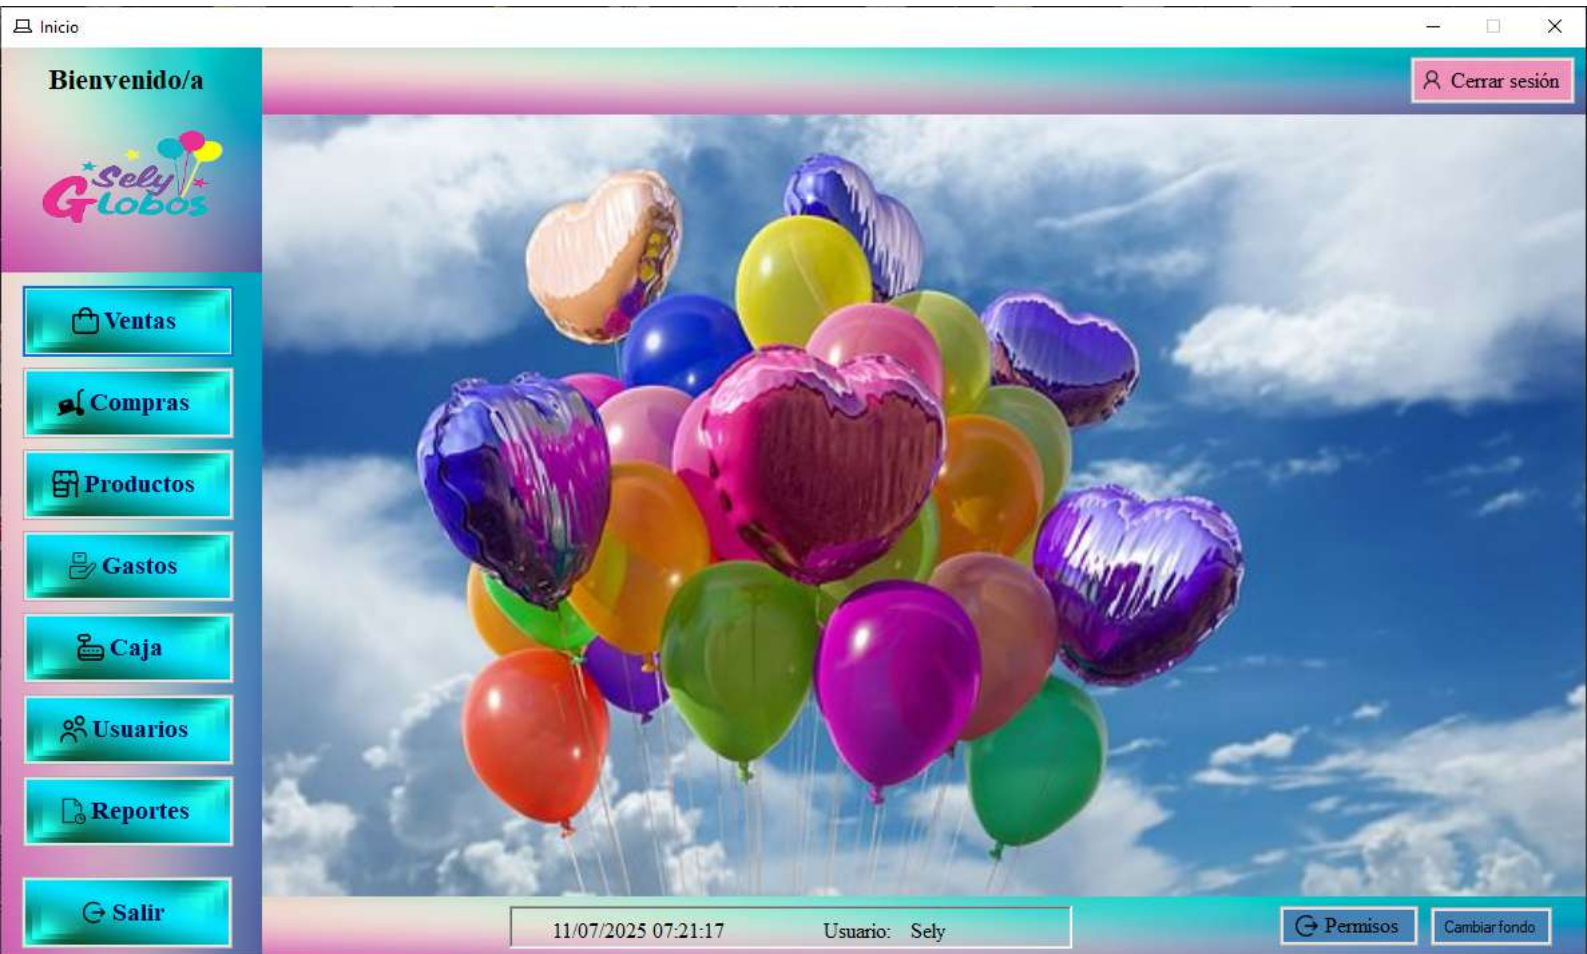 Inicio
Bienvenido/a
Cerrar sesión
Sely
Globos
Ventas
Compras
Productos
Gastos
Caja
Usuarios
Reportes
Salir
11/07/2025 07:21:17 Usuario: Sely
Permisos
Cambiar fondo